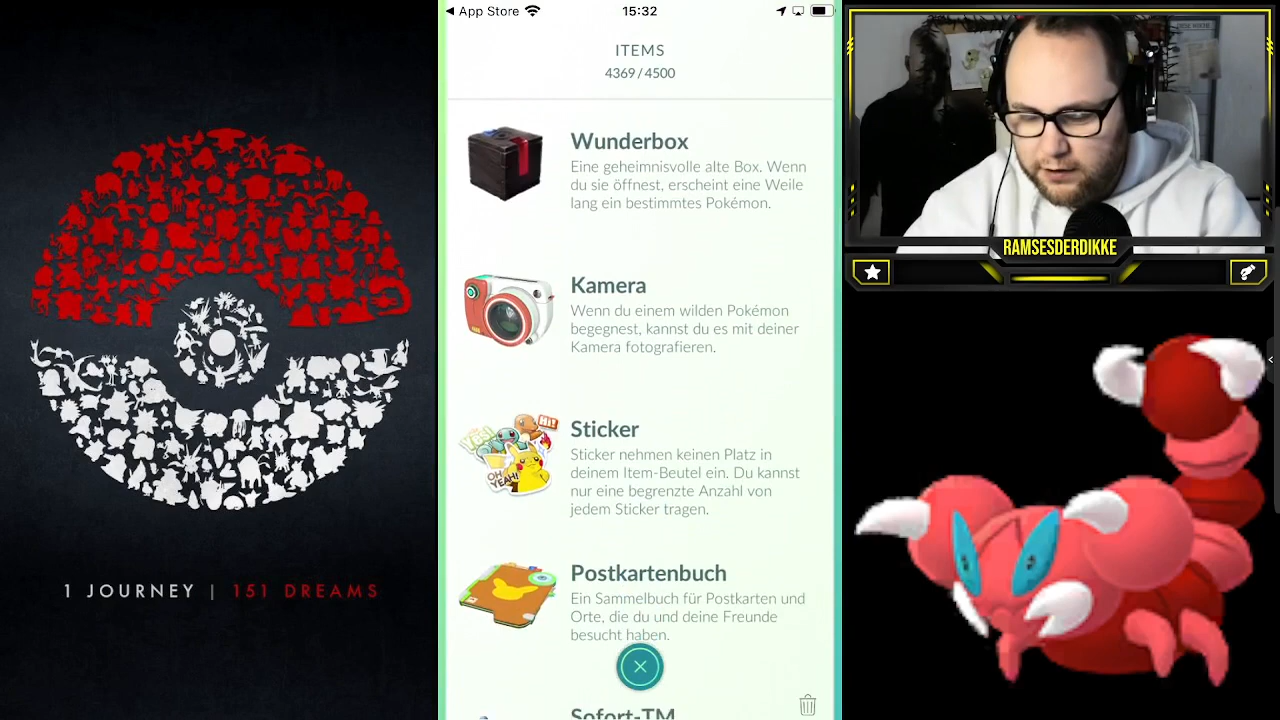 App Store
15:32
ITEMS
4369 / 4500
Wunderbox
Eine geheimnisvolle alte Box. Wenn
du sie öffnest, erscheint eine Weile
lang ein bestimmtes Pokémon.
Kamera
Wenn du einem wilden Pokémon
begegnest, kannst du es mit deiner
Kamera fotografieren.
Hi!
YES!
OH
YEAH!
Sticker
Sticker nehmen keinen Platz in
deinem Item-Beutel ein. Du kannst
nur eine begrenzte Anzahl von
jedem Sticker tragen.
Postkartenbuch
Ein Sammelbuch für Postkarten und
Orte, die du und deine Freunde
besucht haben.
Sofort-TM
1 JOURNEY | 151 DREAMS
RAMSESDERDIKKE